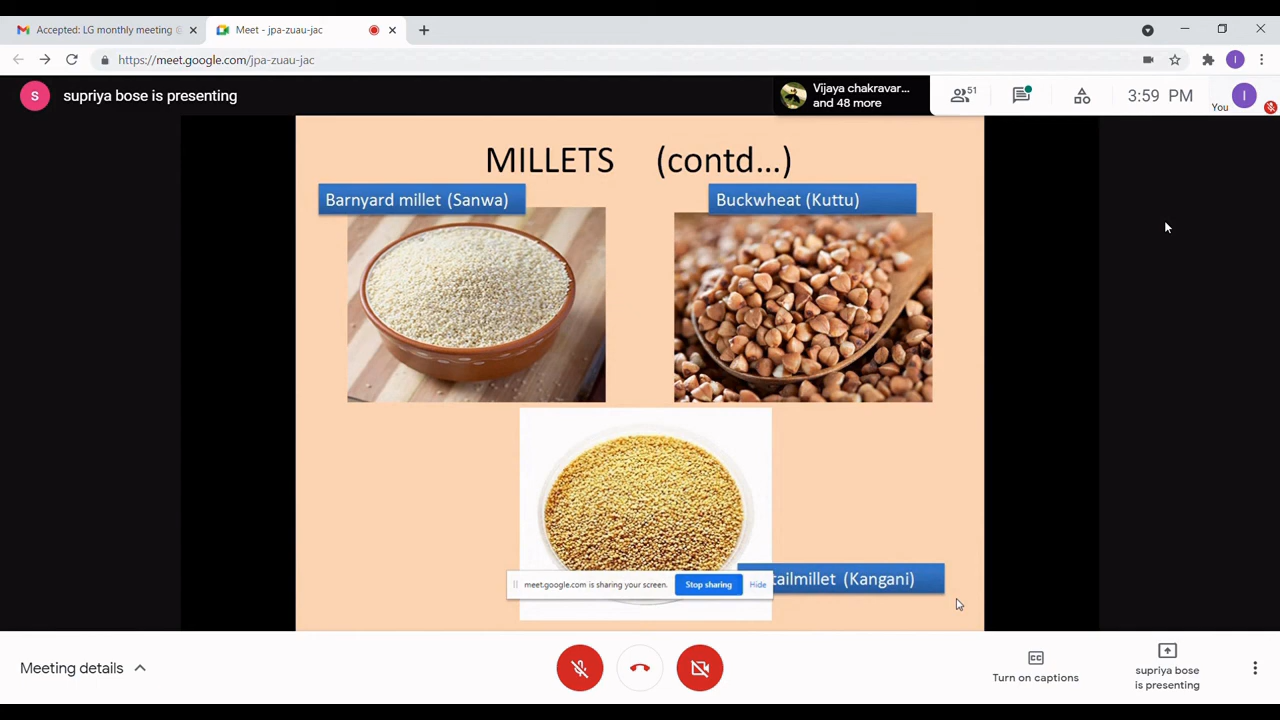 Accepted: LG monthly meeting
Meet - jpa-zuau-jac
https://meet.google.com/jpa-zuau-jac
S
supriya bose is presenting
Vijaya chakravar...
and 48 more
51
3:59 PM
You
I
I
MILLETS (contd...)
Barnyard millet (Sanwa)
Buckwheat (Kuttu)
meet.google.com is sharing your screen.
Stop sharing
Hide
tailmillet (Kangani)
Meeting details
CC
Turn on captions
supriya bose
is presenting